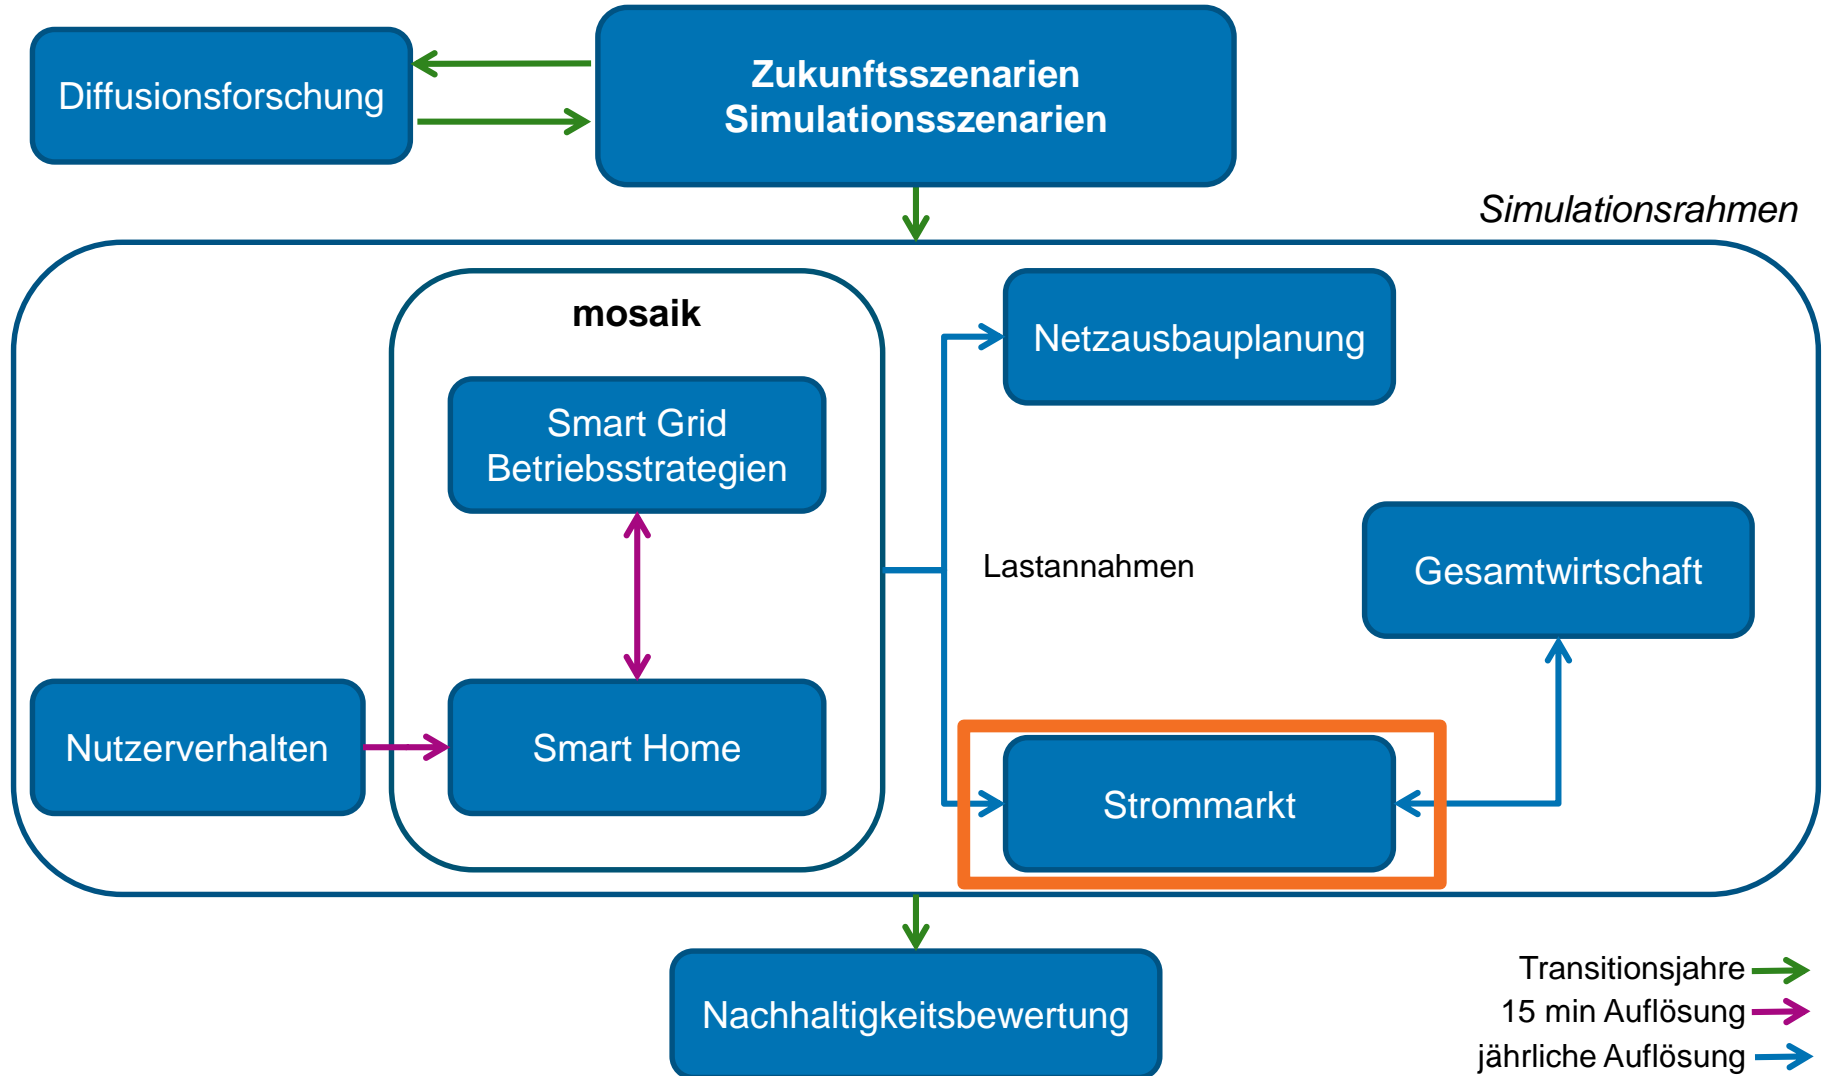 Diffusionsforschung
Zukunftsszenarien
Simulationsszenarien
Simulationsrahmen
mosaik
Netzausbauplanung
Smart Grid
Betriebsstrategien
Lastannahmen
Gesamtwirtschaft
Nutzerverhalten
Smart Home
Strommarkt
Nachhaltigkeitsbewertung
Transitionsjahre
15 min Auflösung
jährliche Auflösung